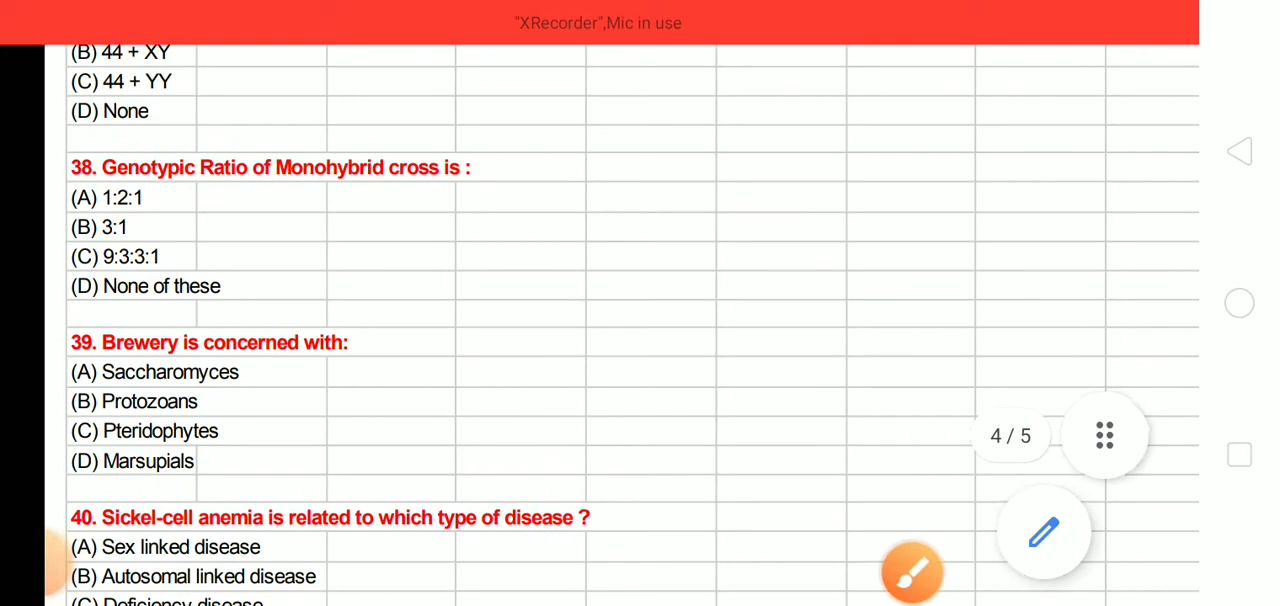 "XRecorder",Mic in use
(B) 44 + XY
(C) 44 + YY
(D) None
38. Genotypic Ratio of Monohybrid cross is :
(A) 1:2:1
(B) 3:1
(C) 9:3:3:1
(D) None of these
39. Brewery is concerned with:
(A) Saccharomyces
(B) Protozoans
(C) Pteridophytes
4 / 5
(D) Marsupials
40. Sickel-cell anemia is related to which type of disease ?
(A) Sex linked disease
(B) Autosomal linked disease
(C) Deficiency disease